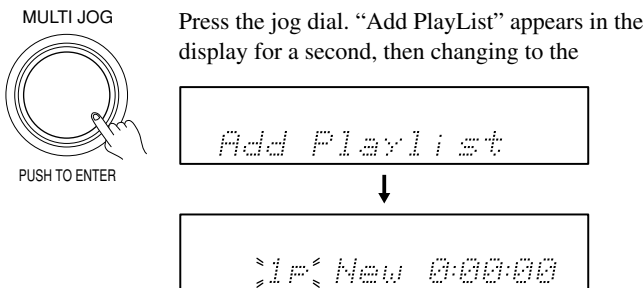 MULTI JOG
PUSH TO ENTER
Press the jog dial. “Add PlayList” appears in the
display for a second, then changing to the
Add Playlist
1P New 0:00:00